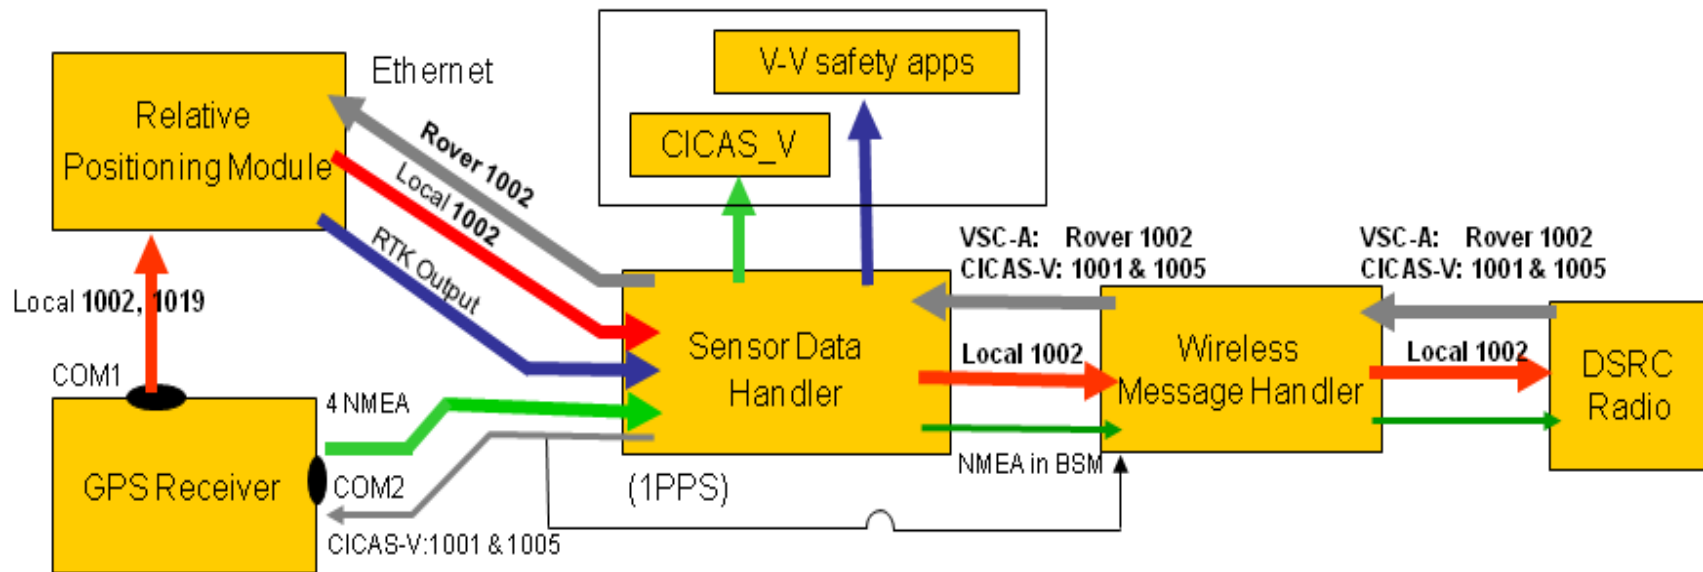 V-V safety apps
Ethernet
Relative
Positioning Module
CICAS_V
Rover 1002
Local 1002
RTK Output
VSC-A: Rover 1002
CICAS-V: 1001 & 1005
VSC-A: Rover 1002
CICAS-V: 1001 & 1005
Local 1002, 1019
Sensor Data
Handler
Local 1002
Wireless
Message Handler
Local 1002
DSRC
Radio
COM1
4 NMEA
GPS Receiver
COM2
(1PPS)
NMEA in BSM
CICAS-V:1001 & 1005